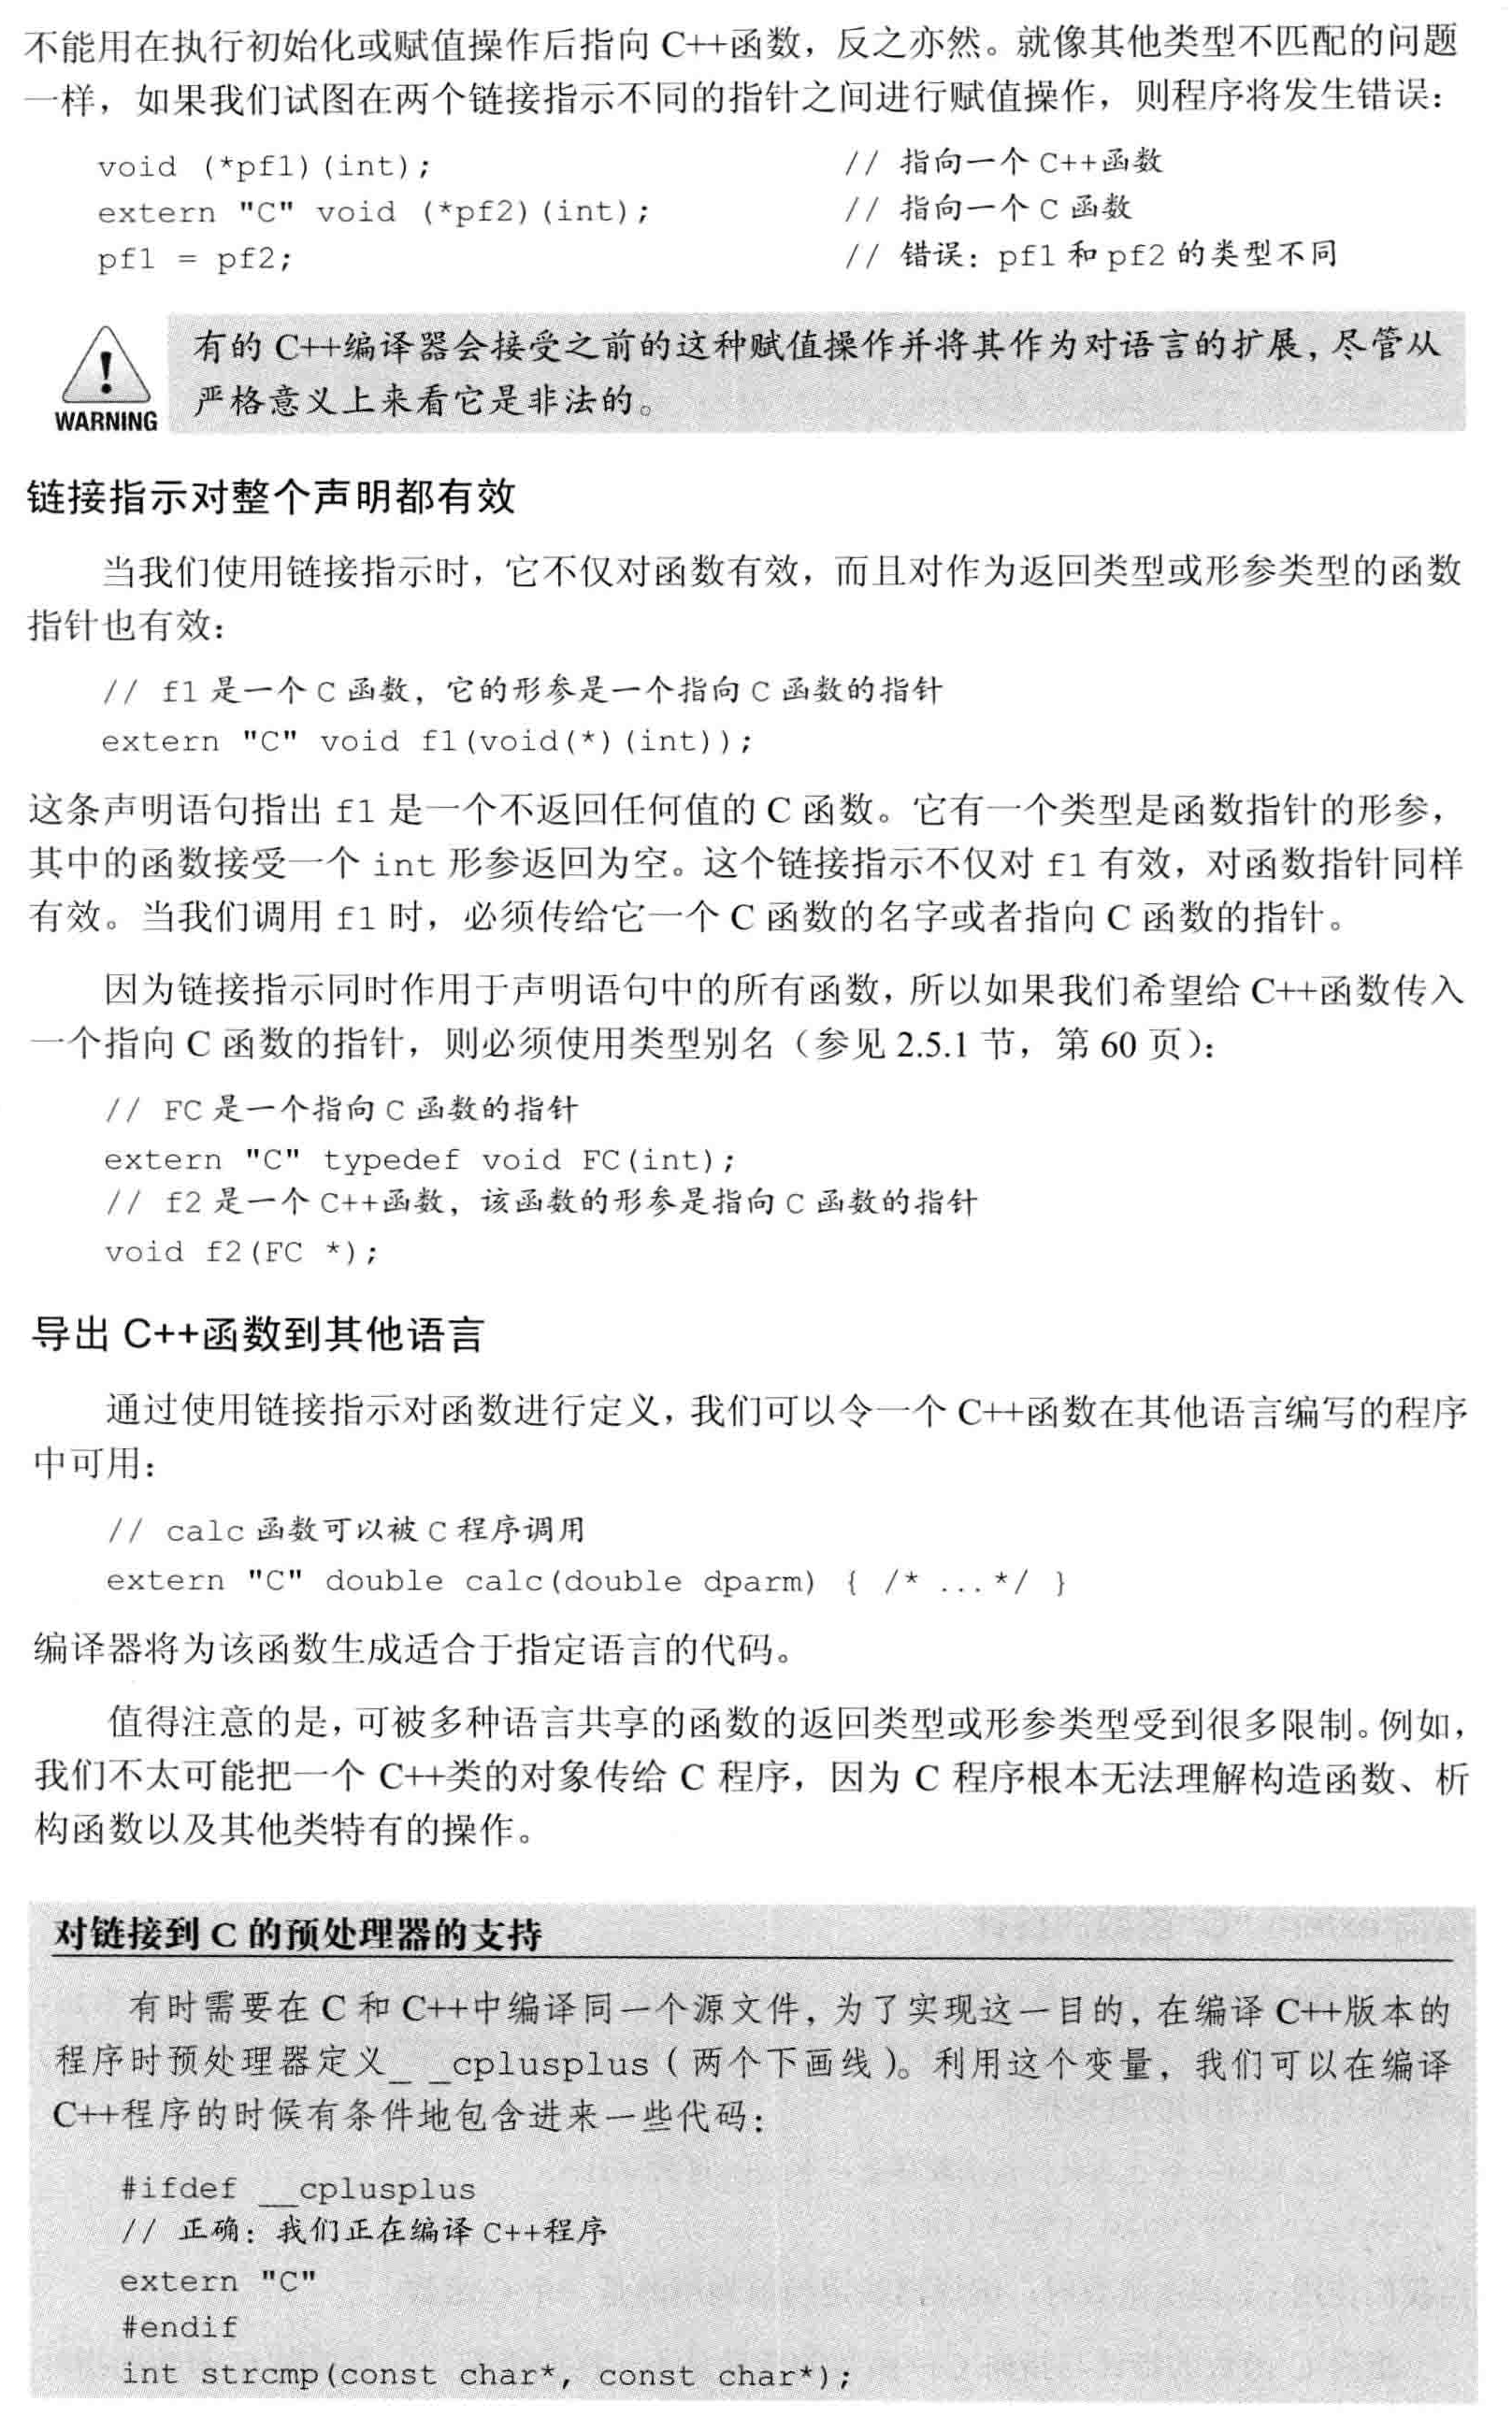 不能用在执行初始化或赋值操作后指向 C++函数，反之亦然。就像其他类型不匹配的问题
一样，如果我们试图在两个链接指示不同的指针之间进行赋值操作，则程序将发生错误：
void (*pf1)(int); // 指向一个 C++函数
extern "C" void (*pf2)(int); // 指向一个 C 函数
pf1 = pf2; // 错误：pf1 和 pf2 的类型不同
有的 C++编译器会接受之前的这种赋值操作并将其作为对语言的扩展，尽管从
严格意义上来看它是非法的。
WARNING
链接指示对整个声明都有效
当我们使用链接指示时，它不仅对函数有效，而且对作为返回类型或形参类型的函数
指针也有效：
// f1 是一个 C 函数，它的形参是一个指向 C 函数的指针
extern "C" void f1(void(*)(int));
这条声明语句指出 f1 是一个不返回任何值的 C 函数。它有一个类型是函数指针的形参，
其中的函数接受一个 int 形参返回为空。这个链接指示不仅对 f1 有效，对函数指针同样
有效。当我们调用 f1 时，必须传给它一个 C 函数的名字或者指向 C 函数的指针。
因为链接指示同时作用于声明语句中的所有函数，所以如果我们希望给 C++函数传入
一个指向 C 函数的指针，则必须使用类型别名（参见 2.5.1 节，第 60 页）：
// FC 是一个指向 C 函数的指针
extern "C" typedef void FC(int);
// f2 是一个 C++函数，该函数的形参是指向 C 函数的指针
void f2(FC *);
导出 C++函数到其他语言
通过使用链接指示对函数进行定义，我们可以令一个 C++函数在其他语言编写的程序
中可用：
// calc 函数可以被 C 程序调用
extern "C" double calc(double dparm) { /* ...*/ }
编译器将为该函数生成适合于指定语言的代码。
值得注意的是，可被多种语言共享的函数的返回类型或形参类型受到很多限制。例如，
我们不太可能把一个 C++类的对象传给 C 程序，因为 C 程序根本无法理解构造函数、析
构函数以及其他类特有的操作。
对链接到 C 的预处理器的支持
有时需要在 C 和 C++中编译同一个源文件，为了实现这一目的，在编译 C++版本的
程序时预处理器定义_ _cplusplus（两个下画线）。利用这个变量，我们可以在编译
C++程序的时候有条件地包含进来一些代码：
#ifdef __cplusplus
// 正确：我们正在编译 C++程序
extern "C"
#endif
int strcmp(const char*, const char*);